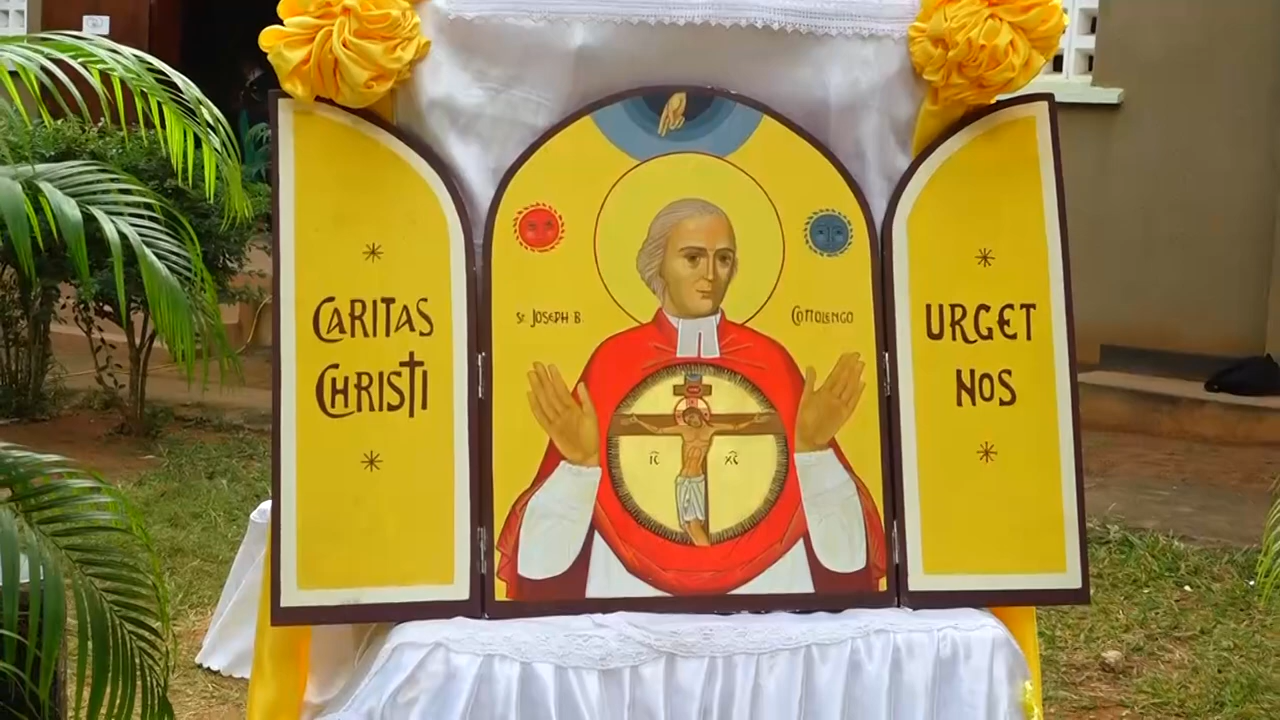 CARITAS
CHRISTI
St. JOSEPH B.
COTTOLENGO
IC
XC
URGET
NOS